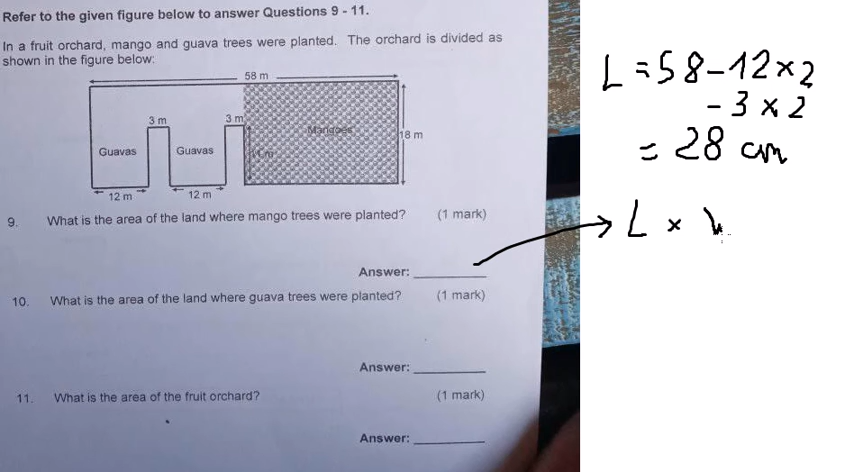 Refer to the given figure below to answer Questions 9 - 11.
In a fruit orchard, mango and guava trees were planted. The orchard is divided as
shown in the figure below:
58 m
3 m
3 m
Mangoes
18 m
Guavas
Guavas
11 m
12 m
12 m
9. What is the area of the land where mango trees were planted? (1 mark)
Answer:
10. What is the area of the land where guava trees were planted? (1 mark)
Answer:
11. What is the area of the fruit orchard? (1 mark)
Answer:
L = 58 - 12 x 2
- 3 x 2
= 28 cm
L x